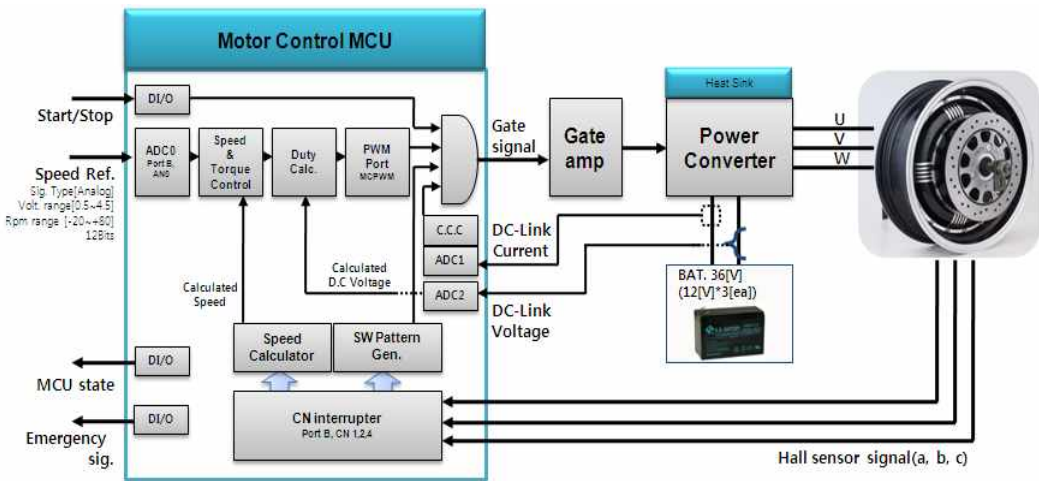 Motor Control MCU
Heat Sink
Start/Stop
DI/O
Speed Ref.
Sig. Type[Analog]
Volt. range[0.5~4.5]
Rpm range [-20~+80]
12Bits
ADC0
Port B,
AN0
Speed
&
Torque
Control
Duty
Calc.
PWM
Port
MCPWM
Gate
signal
Gate
amp
Power
Converter
U
V
W
C.C.C
ADC1
DC-Link
Current
Calculated
D.C Voltage
ADC2
DC-Link
Voltage
BAT. 36[V]
(12[V]*3[ea])
Calculated
Speed
Speed
Calculator
SW Pattern
Gen.
DI/O
MCU state
DI/O
Emergency
sig.
CN interrupter
Port B, CN 1,2,4
Hall sensor signal(a, b, c)